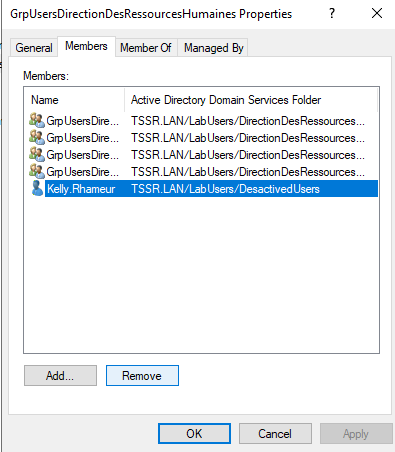 GrpUsersDirectionDesRessourcesHumaines Properties ? ×
General Members Member Of Managed By
Members:
Name Active Directory Domain Services Folder
GrpUsersDire... TSSR.LAN/LabUsers/DirectionDesRessources...
GrpUsersDire... TSSR.LAN/LabUsers/DirectionDesRessources...
GrpUsersDire... TSSR.LAN/LabUsers/DirectionDesRessources...
GrpUsersDire... TSSR.LAN/LabUsers/DirectionDesRessources...
Kelly.Rhameur TSSR.LAN/LabUsers/DesactivedUsers
Add... Remove
OK Cancel Apply